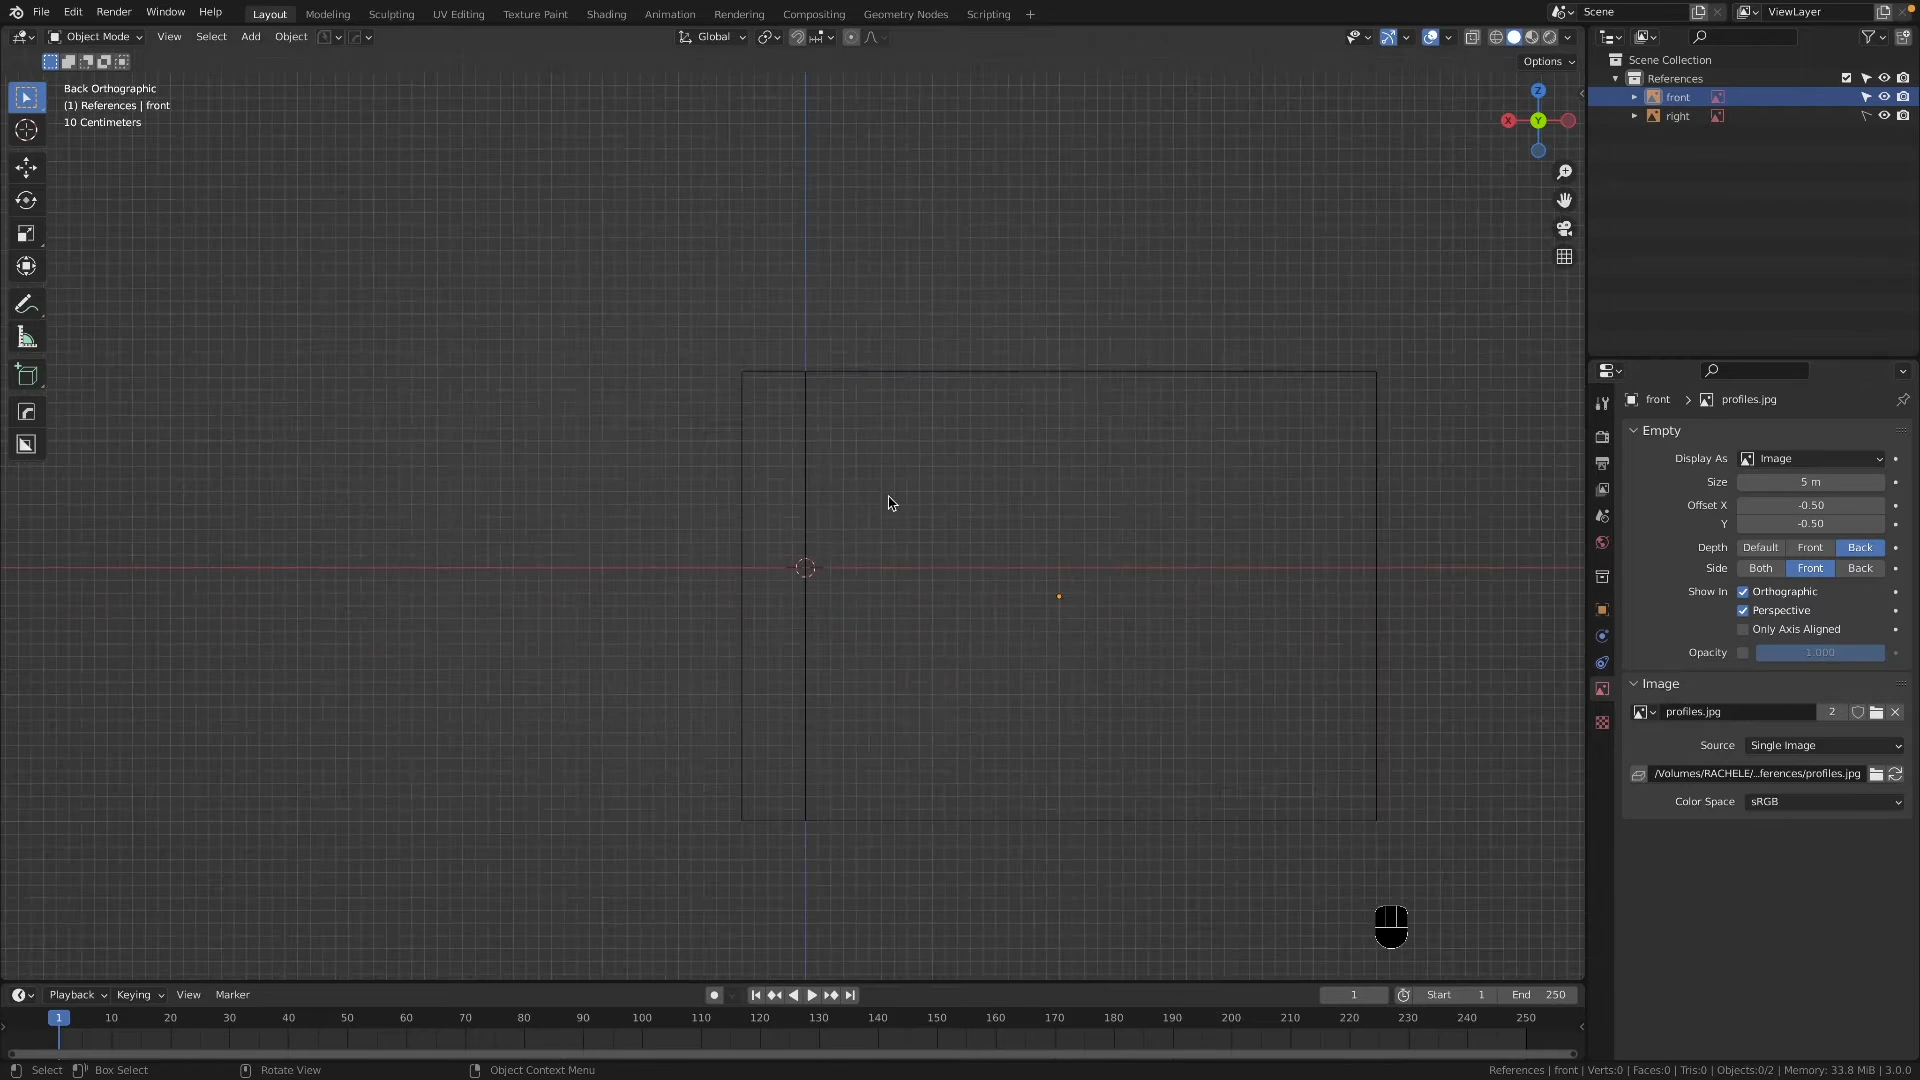 File Edit Render Window Help Layout Modeling Sculpting UV Editing Texture Paint Shading Animation Rendering Compositing Geometry Nodes Scripting + Scene ViewLayer
Object Mode View Select Add Object Global
Options
Back Orthographic
(1) References | front
10 Centimeters
Z
X Y
Scene Collection
References
front
right
front > profiles.jpg
Empty
Display As Image
Size 5 m
Offset X -0.50
Y -0.50
Depth Default Front Back
Side Both Front Back
Show In Orthographic
Perspective
Only Axis Aligned
Opacity 1.000
Image
profiles.jpg 2
Source Single Image
/Volumes/RACHELE/...ferences/profiles.jpg
Color Space sRGB
Playback Keying View Marker 1 Start 1 End 250
1 10 20 30 40 50 60 70 80 90 100 110 120 130 140 150 160 170 180 190 200 210 220 230 240 250
Select Box Select Rotate View Object Context Menu References | front | Verts:0 | Faces:0 | Tris:0 | Objects:0/2 | Memory: 33.8 MiB | 3.0.0